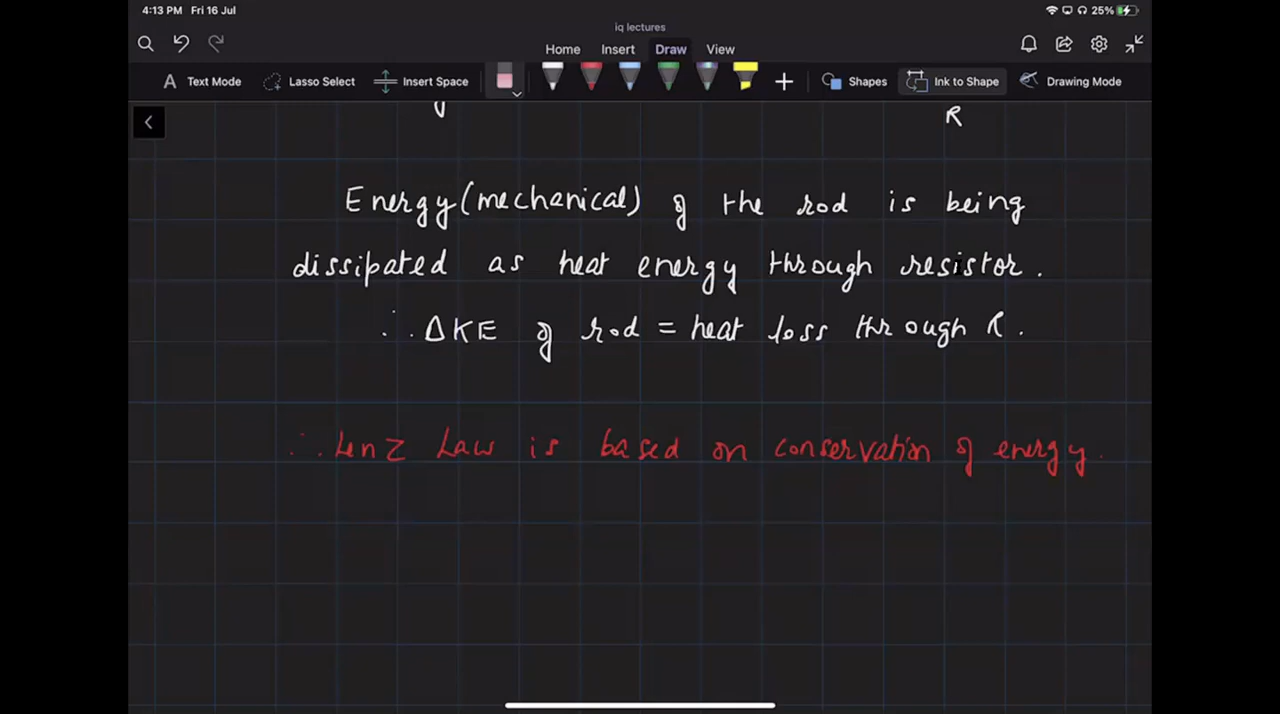 4:13 PM Fri 16 Jul
25%
iq lectures
Home Insert Draw View
Text Mode Lasso Select Insert Space Shapes Ink to Shape Drawing Mode
R
Energy (mechanical) of the rod is being
dissipated as heat energy through resistor.
∴ ΔKE of rod = heat loss through R.
∴ Lenz Law is based on conservation of energy.